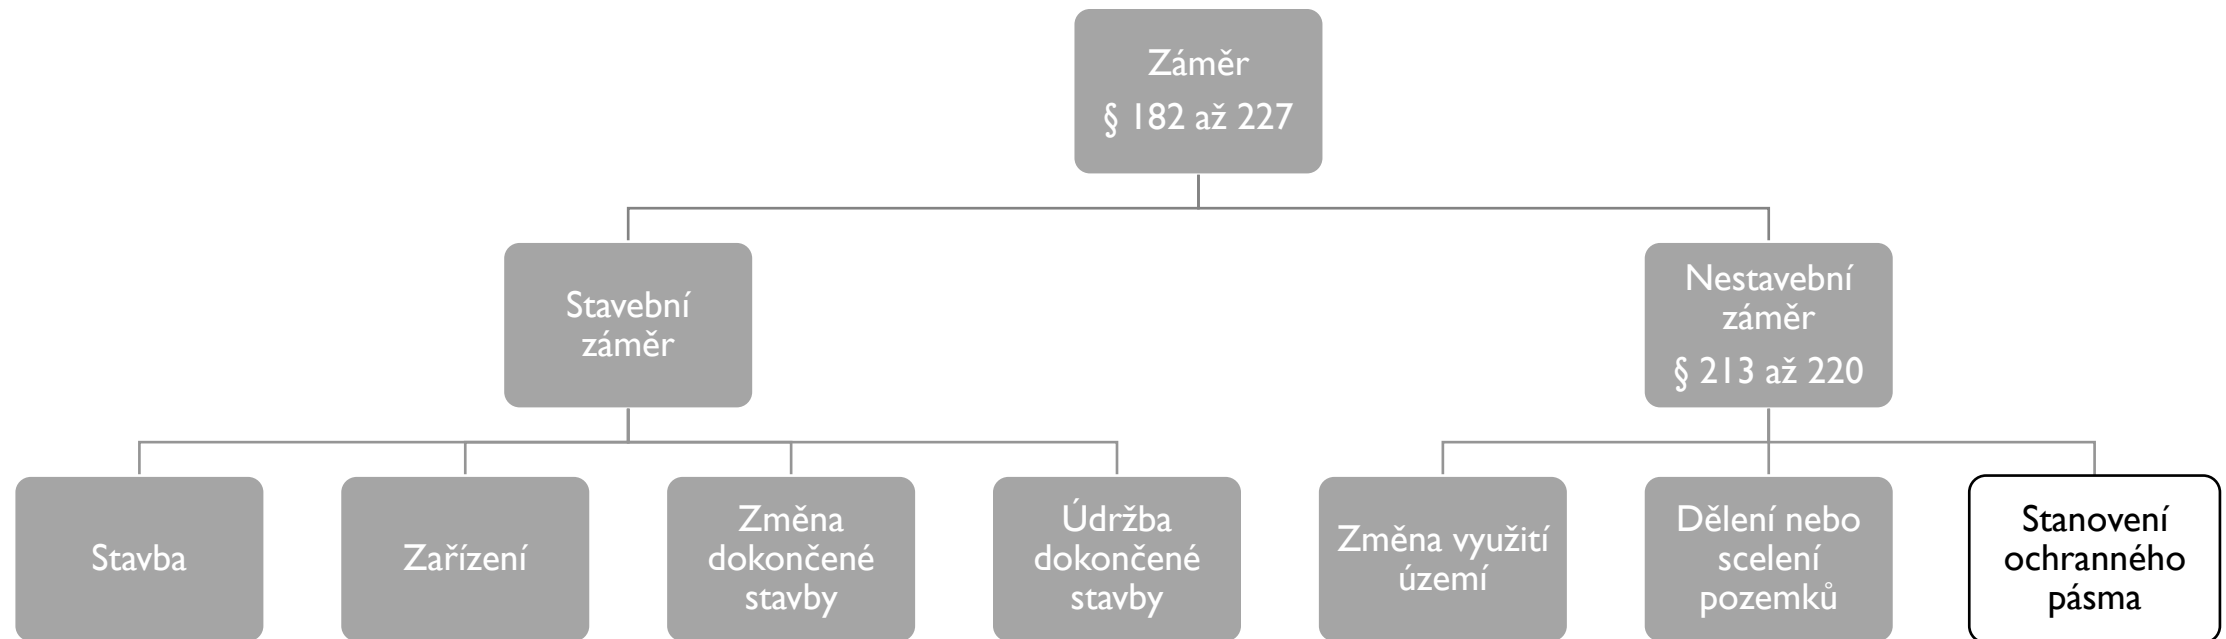 Záměr
§ 182 až 227
Stavební
záměr
Nestavební
záměr
§ 213 až 220
Stavba
Zařízení
Změna
dokončené
stavby
Údržba
dokončené
stavby
Změna využití
území
Dělení nebo
scelení
pozemků
Stanovení
ochranného
pásma